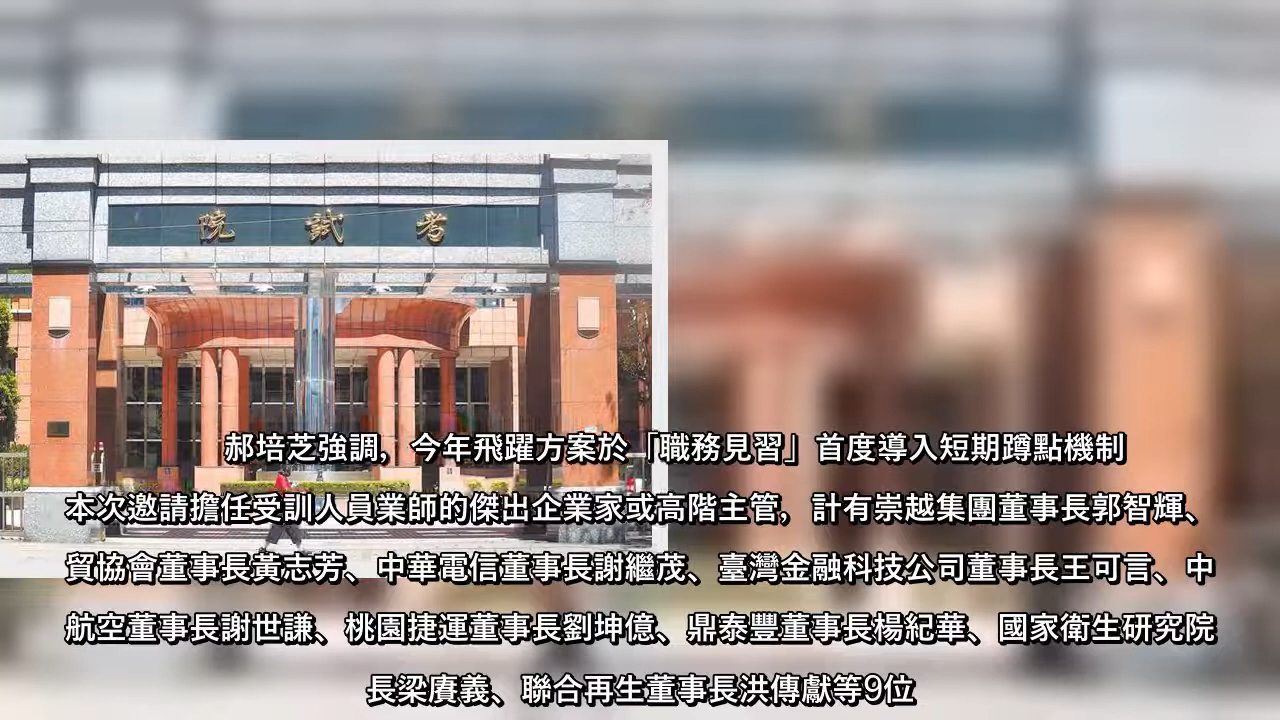 院試考
郝培芝強調，今年飛躍方案於「職務見習」首度導入短期蹲點機制
本次邀請擔任受訓人員業師的傑出企業家或高階主管，計有崇越集團董事長郭智輝、
貿協會董事長黃志芳、中華電信董事長謝繼茂、臺灣金融科技公司董事長王可言、中
航空董事長謝世謙、桃園捷運董事長劉坤億、鼎泰豐董事長楊紀華、國家衛生研究院
長梁賡義、聯合再生董事長洪傳獻等9位